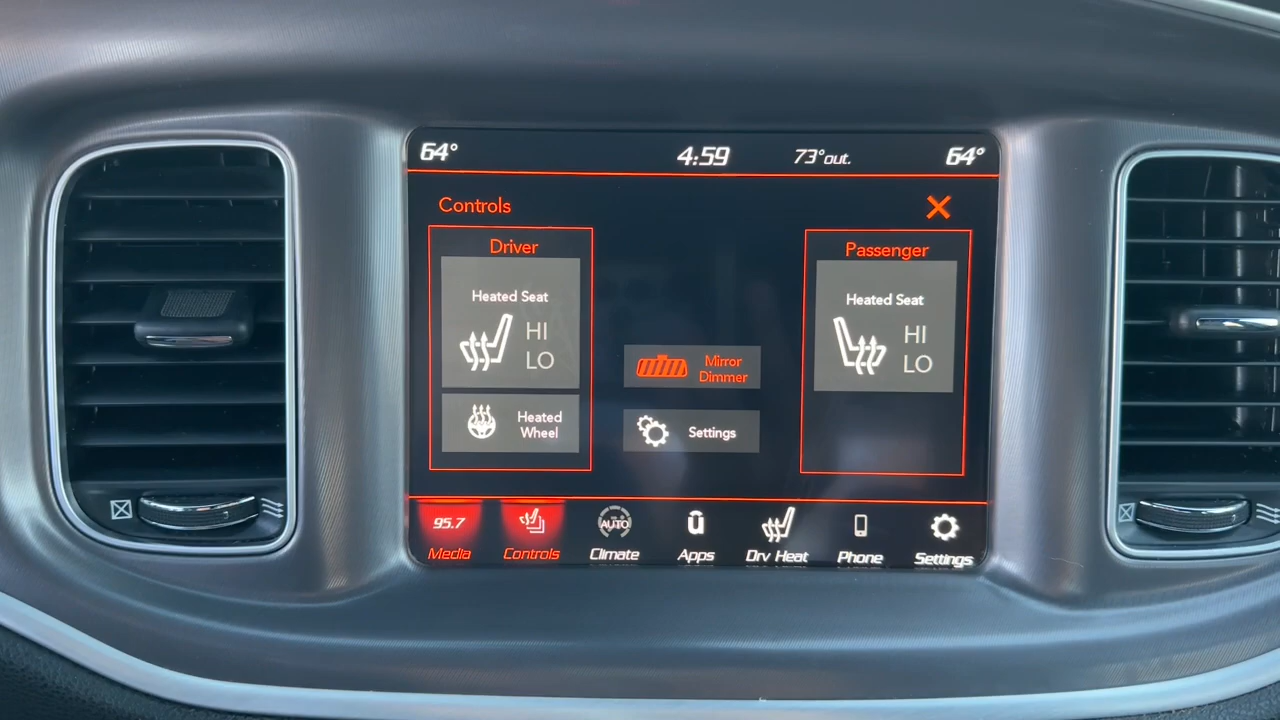 64° 4:59 73°out. 64°
Controls
Driver
Heated Seat
HI
LO
Heated
Wheel
Mirror
Dimmer
Settings
Passenger
Heated Seat
HI
LO
95.7 AUTO ū
Media Controls Climate Apps Drv Heat Phone Settings